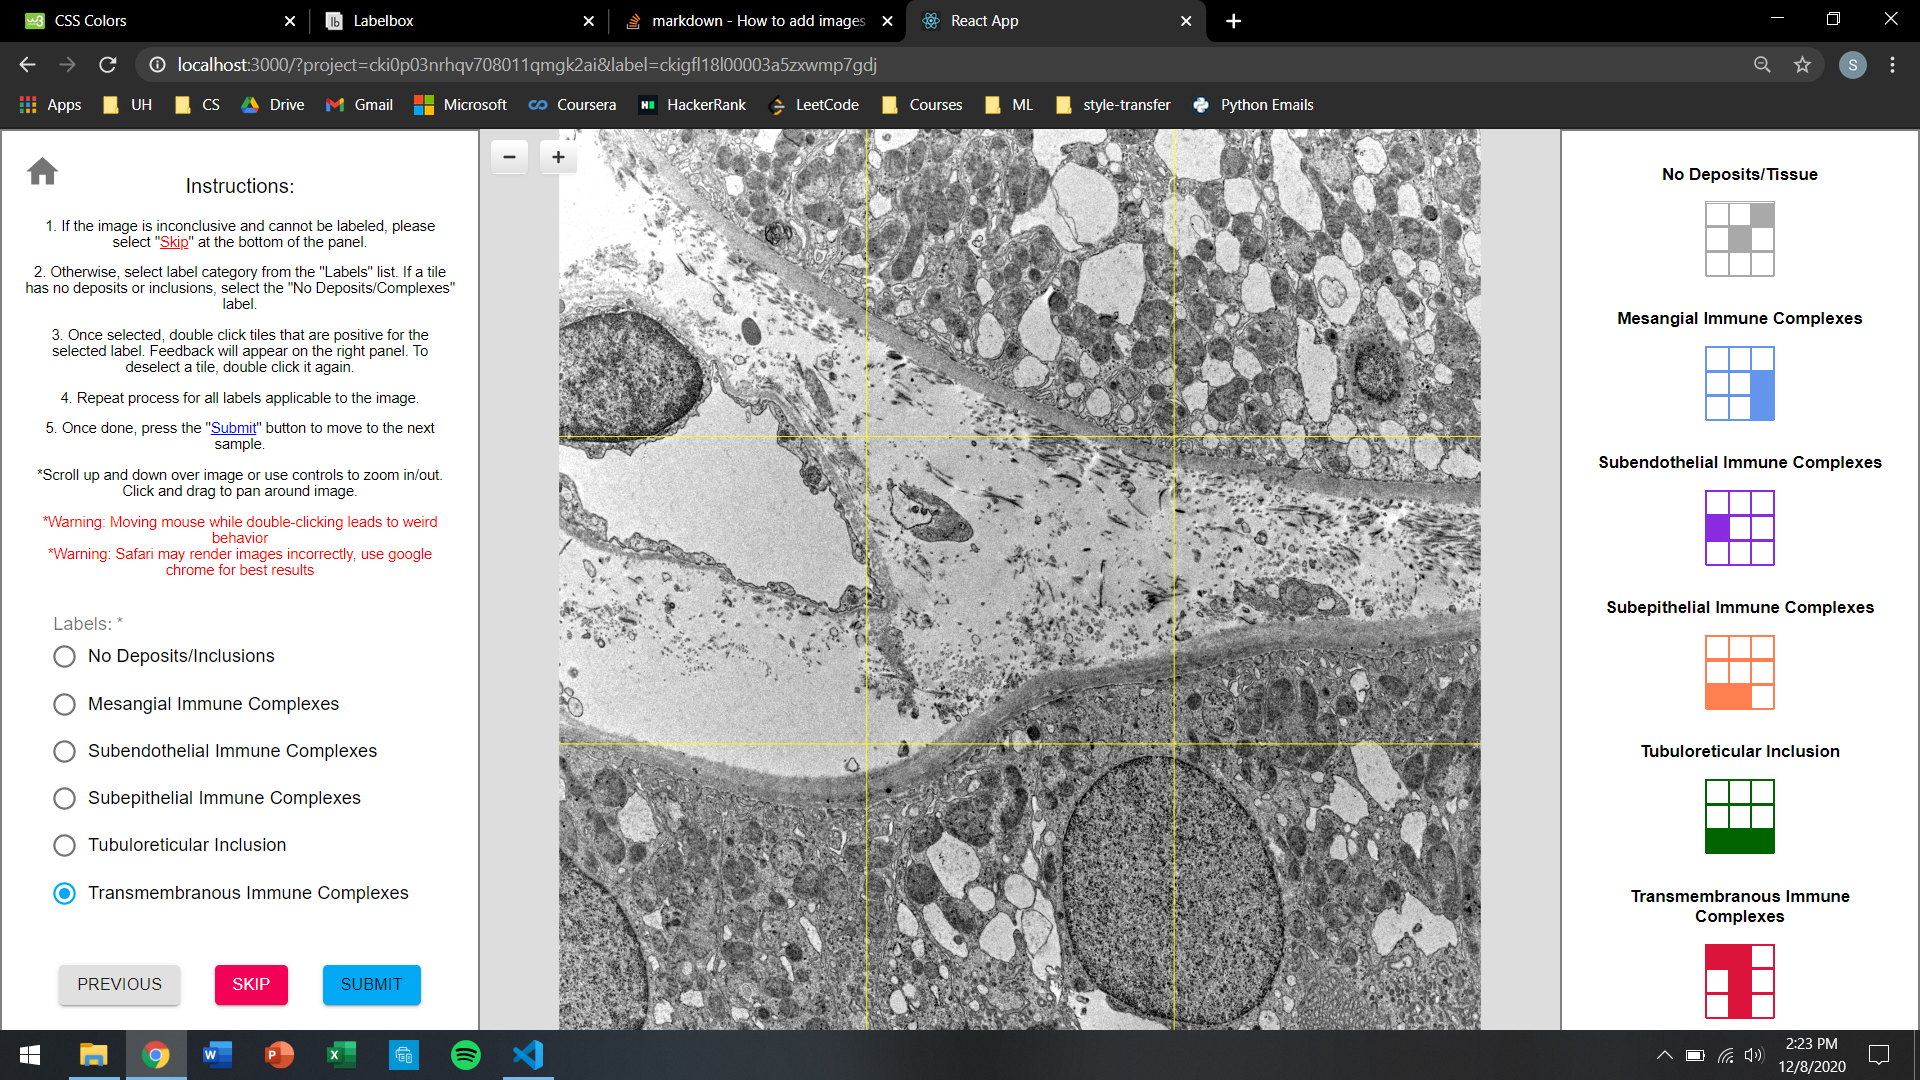 CSS Colors
Labelbox
markdown - How to add images
React App
localhost:3000/?project=cki0p03nrhqv708011qmgk2ai&label=ckigfl18l00003a5zxwmp7gdj
S
Apps UH CS Drive Gmail Microsoft Coursera HackerRank LeetCode Courses ML style-transfer Python Emails
Instructions:
1. If the image is inconclusive and cannot be labeled, please
select "Skip" at the bottom of the panel.
2. Otherwise, select label category from the "Labels" list. If a tile
has no deposits or inclusions, select the "No Deposits/Complexes"
label.
3. Once selected, double click tiles that are positive for the
selected label. Feedback will appear on the right panel. To
deselect a tile, double click it again.
4. Repeat process for all labels applicable to the image.
5. Once done, press the "Submit" button to move to the next
sample.
*Scroll up and down over image or use controls to zoom in/out.
Click and drag to pan around image.
*Warning: Moving mouse while double-clicking leads to weird
behavior
*Warning: Safari may render images incorrectly, use google
chrome for best results
Labels: *
No Deposits/Inclusions
Mesangial Immune Complexes
Subendothelial Immune Complexes
Subepithelial Immune Complexes
Tubuloreticular Inclusion
Transmembranous Immune Complexes
PREVIOUS
SKIP
SUBMIT
No Deposits/Tissue
Mesangial Immune Complexes
Subendothelial Immune Complexes
Subepithelial Immune Complexes
Tubuloreticular Inclusion
Transmembranous Immune
Complexes
2:23 PM
12/8/2020